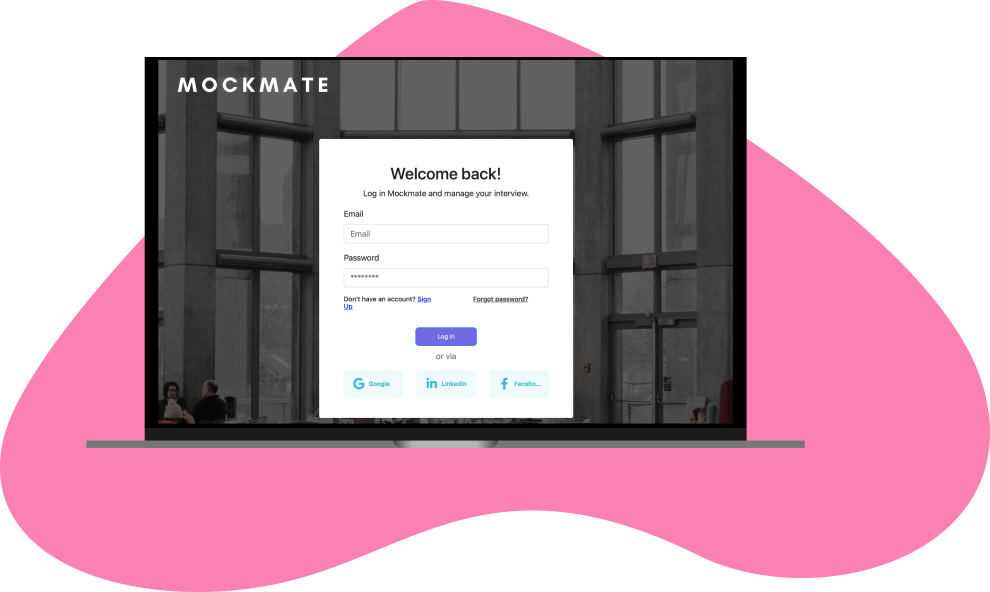 MOCKMATE
Welcome back!
Log in Mockmate and manage your interview.
Email
Email
Password
********
Don't have an account? Sign
Up
Forgot password?
Log in
or via
Google
LinkedIn
Facebo...